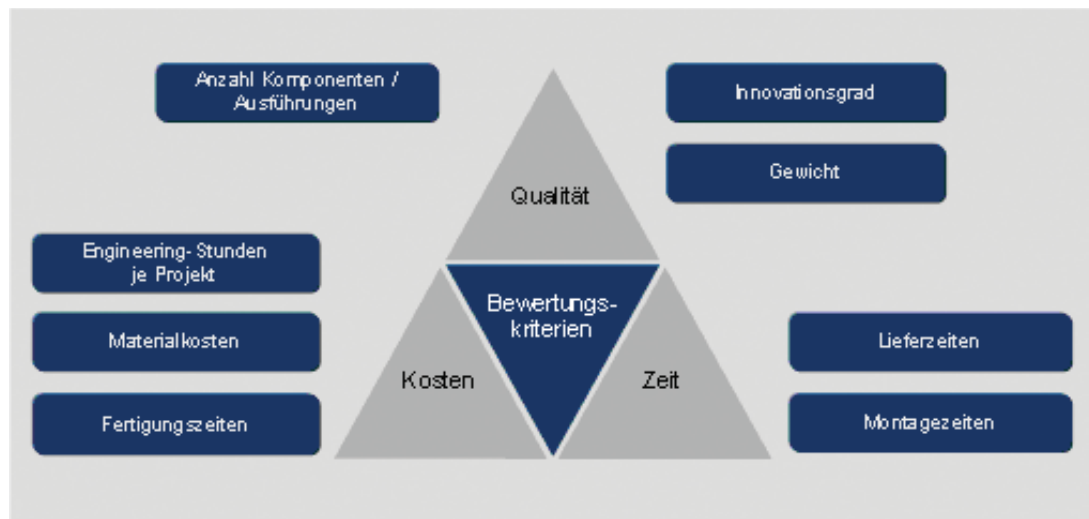 Anzahl Komponenten /
Ausführungen
Innovationsgrad
Gewicht
Qualität
Engineering-Stunden
je Projekt
Materialkosten
Fertigungszeiten
Bewertungs-
kriterien
Kosten
Zeit
Lieferzeiten
Montagezeiten